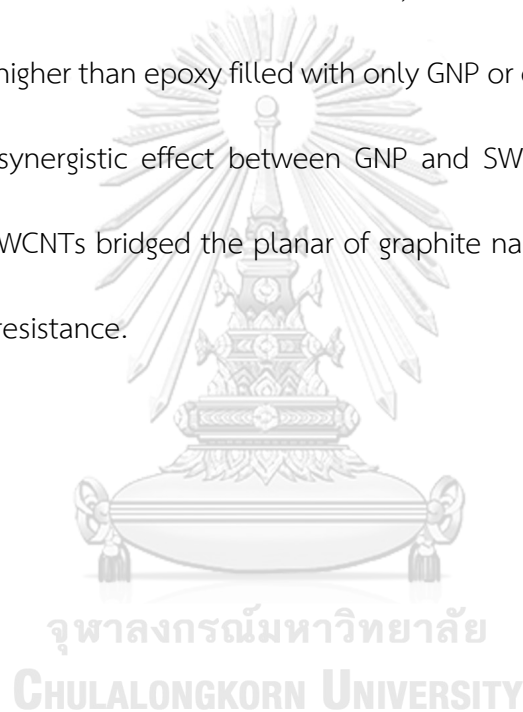 higher than epoxy filled with only GNP or
synergistic effect between GNP and SW
WCNTs bridged the planar of graphite na
resistance.
จุฬาลงกรณ์มหาวิทยาลัย
CHULALONGKORN UNIVERSITY